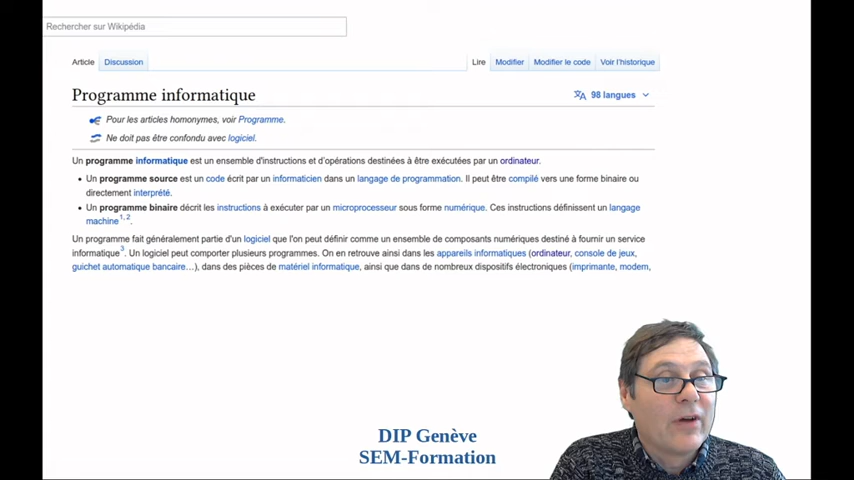 Rechercher sur Wikipédia
Article Discussion Lire Modifier Modifier le code Voir l'historique
Programme informatique 98 langues
Pour les articles homonymes, voir Programme.
Ne doit pas être confondu avec logiciel.
Un programme informatique est un ensemble d'instructions et d'opérations destinées à être exécutées par un ordinateur.
Un programme source est un code écrit par un informaticien dans un langage de programmation. Il peut être compilé vers une forme binaire ou
directement interprété.
Un programme binaire décrit les instructions à exécuter par un microprocesseur sous forme numérique. Ces instructions définissent un langage
machine1, 2.
Un programme fait généralement partie d'un logiciel que l'on peut définir comme un ensemble de composants numériques destiné à fournir un service
informatique3. Un logiciel peut comporter plusieurs programmes. On en retrouve ainsi dans les appareils informatiques (ordinateur, console de jeux,
guichet automatique bancaire…), dans des pièces de matériel informatique, ainsi que dans de nombreux dispositifs électroniques (imprimante, modem,
DIP Genève
SEM-Formation